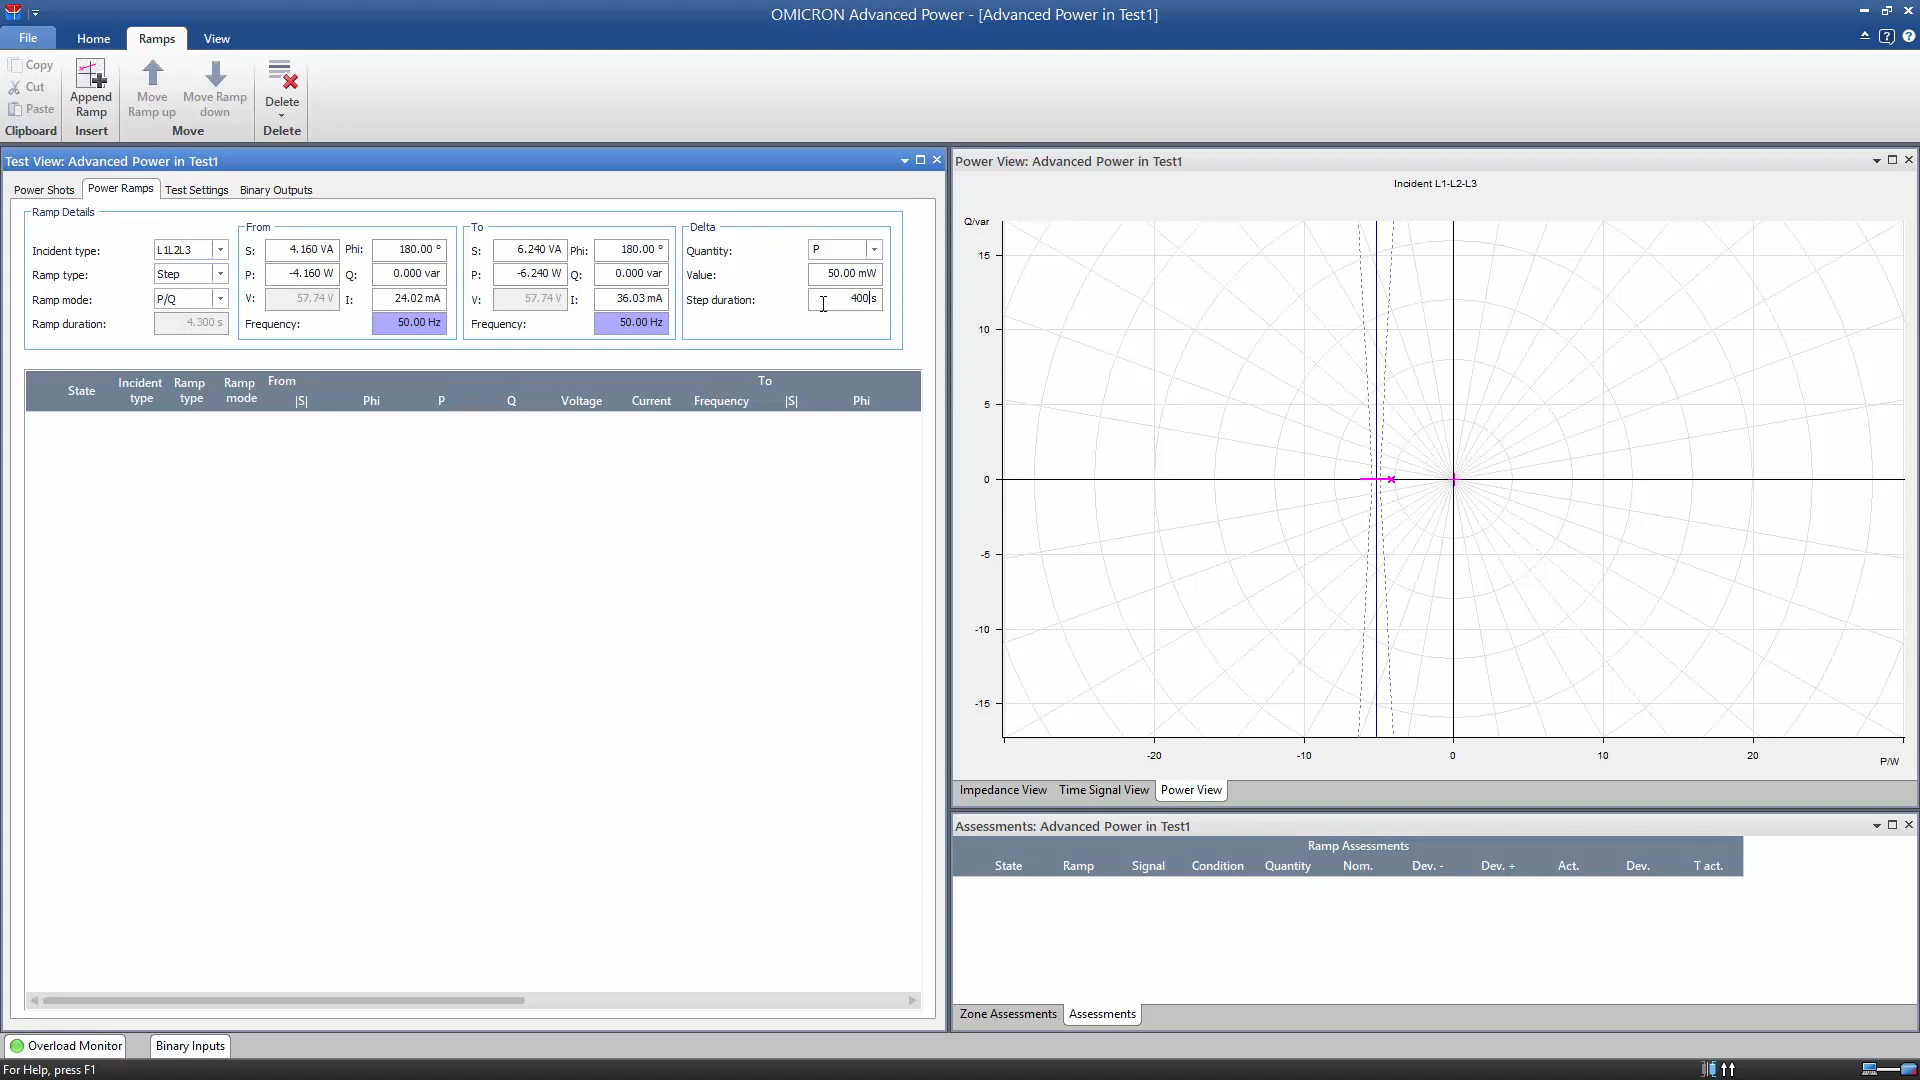 OMICRON Advanced Power - [Advanced Power in Test1]
File
Home
Ramps
View
Copy
Cut
Paste
Clipboard
Append
Ramp
Insert
Move
Ramp up
Move Ramp
down
Move
Delete
Delete
Test View: Advanced Power in Test1
Power Shots
Power Ramps
Test Settings
Binary Outputs
Ramp Details
Incident type:
L1L2L3
Ramp type:
Step
Ramp mode:
P/Q
Ramp duration:
4.300 s
From
S:
4.160 VA
Phi:
180.00 °
P:
-4.160 W
Q:
0.000 var
V:
57.74 V
I:
24.02 mA
Frequency:
50.00 Hz
To
S:
6.240 VA
Phi:
180.00 °
P:
-6.240 W
Q:
0.000 var
V:
57.74 V
I:
36.03 mA
Frequency:
50.00 Hz
Delta
Quantity:
P
Value:
50.00 mW
Step duration:
400s
State
Incident
type
Ramp
type
Ramp
mode
From
|S|
Phi
P
Q
Voltage
Current
Frequency
To
|S|
Phi
Power View: Advanced Power in Test1
Incident L1-L2-L3
Q/var
15
10
5
0
-5
-10
-15
-20
-10
0
10
20
P/W
Impedance View
Time Signal View
Power View
Assessments: Advanced Power in Test1
Ramp Assessments
State
Ramp
Signal
Condition
Quantity
Nom.
Dev. -
Dev. +
Act.
Dev.
T act.
Zone Assessments
Assessments
Overload Monitor
Binary Inputs
For Help, press F1